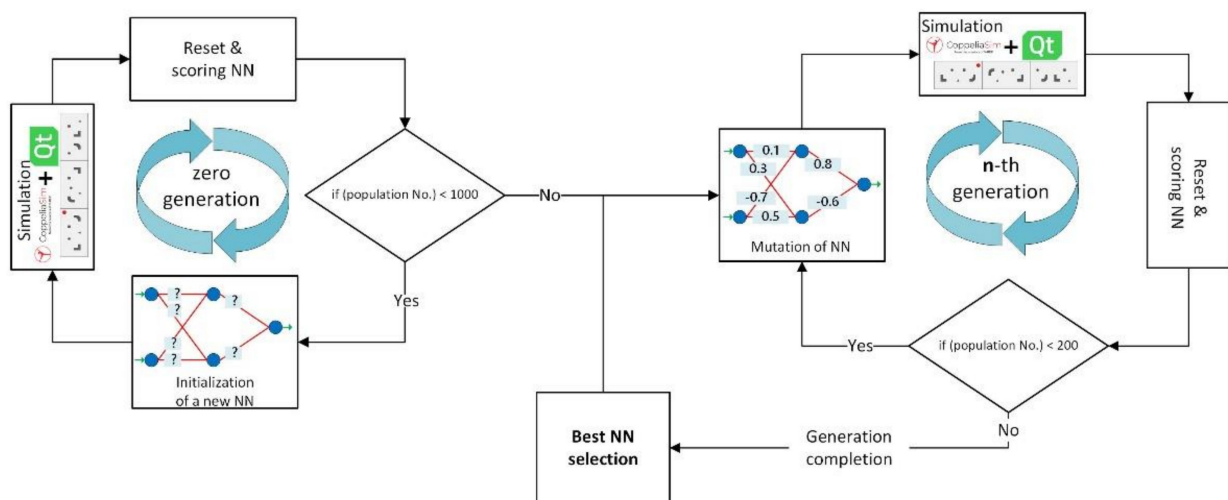 Reset &
scoring NN
Simulation
CoppeliaSim
+
Qt
zero
generation
if (population No.) < 1000
No
Yes
?
?
?
?
?
?
Initialization
of a new NN
Simulation
CoppeliaSim
+
Qt
Reset &
scoring NN
n-th
generation
0.1
0.3
0.8
-0.7
-0.6
0.5
Mutation of NN
if (population No.) < 200
Yes
No
Generation
completion
Best NN
selection